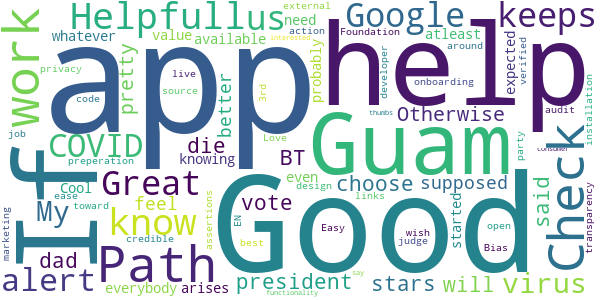 external Foundation interested
Helpfullus Google keeps
whatever value available need action atleast
work pretty privacy live around developer
app help
code source probably onboarding expected verified
job 3rd better Otherwise audit
COVID die BT Guam Check
preperation knowing Love thumbs consumer
If Great even choose supposed party installation
Cool feel design links
My know vote EN started said
ease assertions Easy wish open
marketing toward credible best judge Bias
Path Good transparency
alert dad president stars will virus
everybody arises say functionality